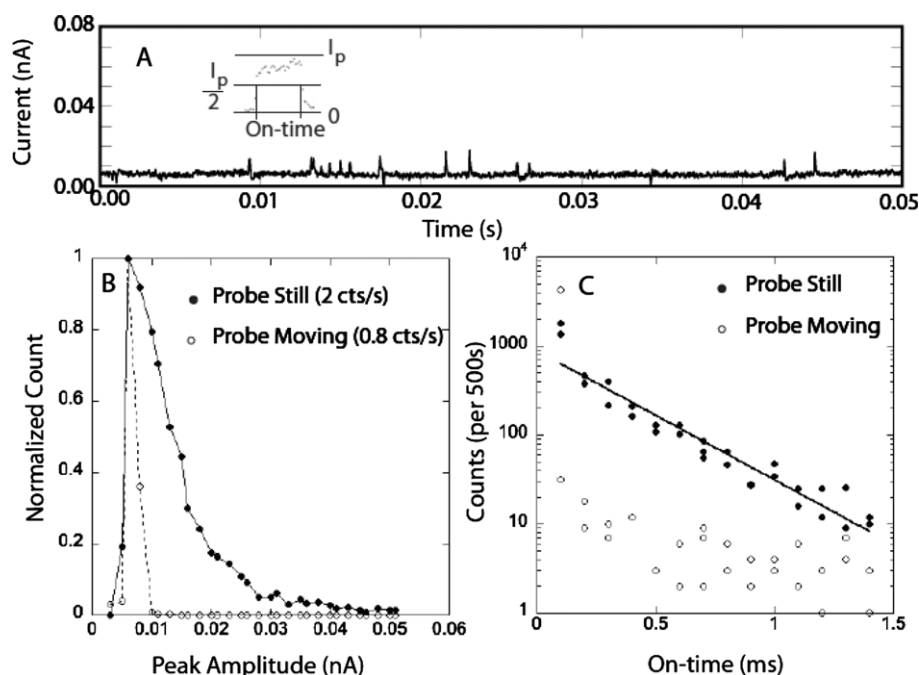 0.08
A
I_p
I_p
2
0.04
0
On-time
Current (nA)
0.00
0.00 0.01 0.02 0.03 0.04 0.05
Time (s)
B
1
Probe Still (2 cts/s)
Probe Moving (0.8 cts/s)
0.8
0.6
0.4
0.2
0
Normalized Count
0 0.01 0.02 0.03 0.04 0.05 0.06
Peak Amplitude (nA)
C
10^4
Probe Still
Probe Moving
1000
100
10
1
Counts (per 500s)
0 0.5 1 1.5
On-time (ms)